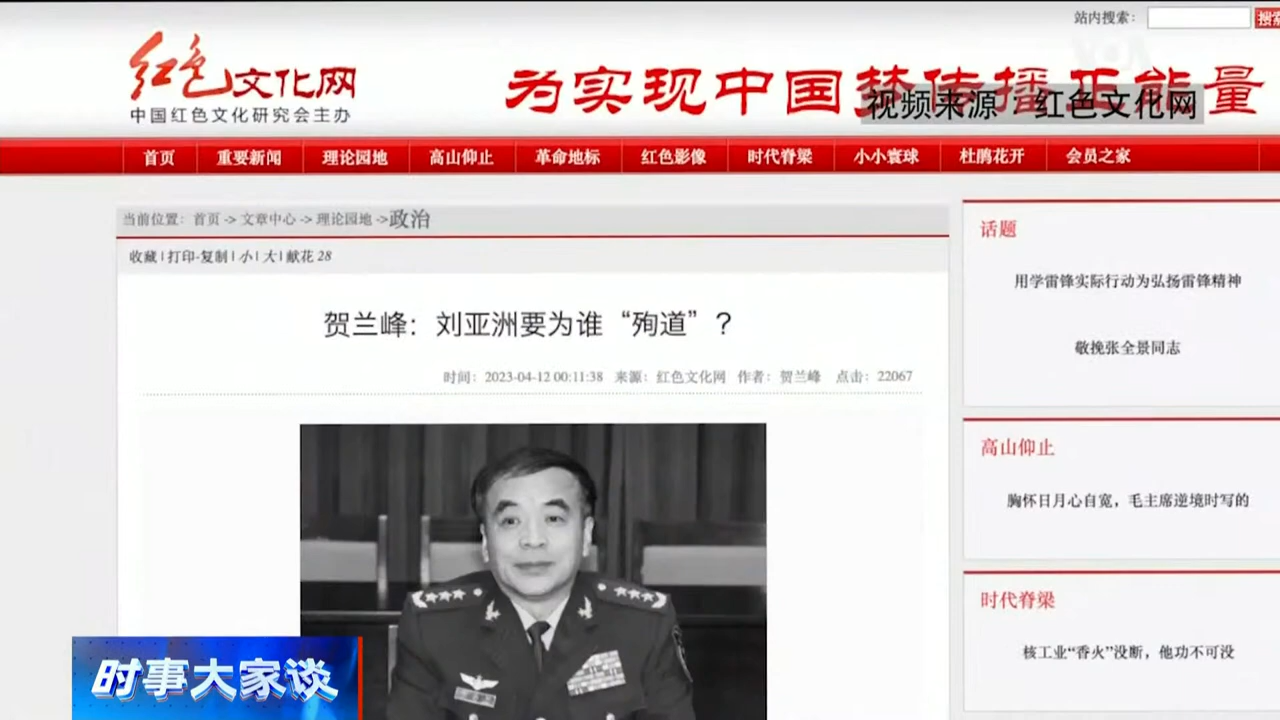 站内搜索：
搜索
红色文化网
中国红色文化研究会主办
为实现中国梦传播正能量
VOA
视频来源：红色文化网
首页 重要新闻 理论园地 高山仰止 革命地标 红色影像 时代脊梁 小小寰球 杜鹃花开 会员之家
当前位置：首页 -> 文章中心 -> 理论园地 ->政治
收藏 | 打印-复制 | 小 | 大 | 献花 28
贺兰峰：刘亚洲要为谁“殉道”？
时间：2023-04-12 00:11:38 来源：红色文化网 作者：贺兰峰 点击：22067
话题
用学雷锋实际行动为弘扬雷锋精神
敬挽张全景同志
高山仰止
胸怀日月心自宽，毛主席逆境时写的
时代脊梁
核工业“香火”没断，他功不可没
时事大家谈